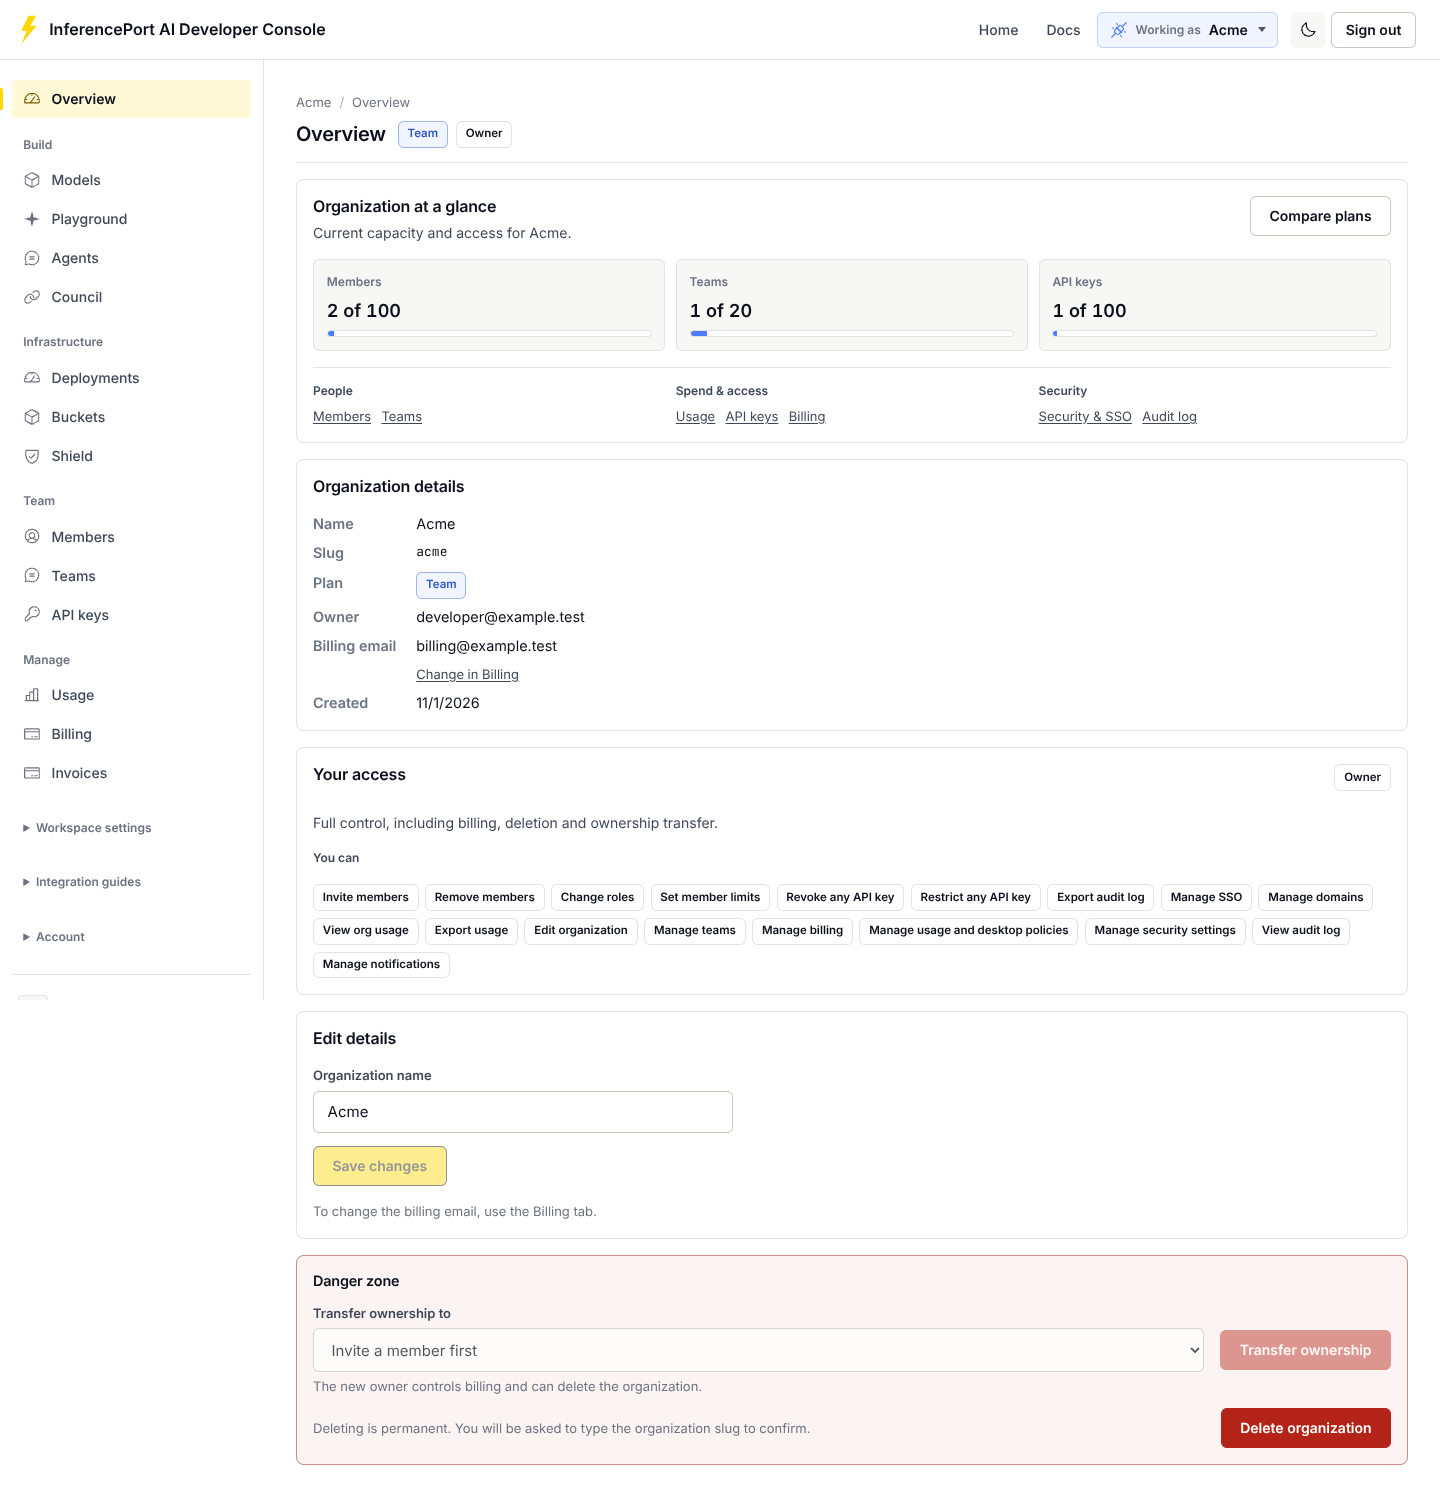 InferencePort AI Developer Console
Home
Docs
Working as Acme
Sign out
Overview
Build
Models
Playground
Agents
Council
Infrastructure
Deployments
Buckets
Shield
Team
Members
Teams
API keys
Manage
Usage
Billing
Invoices
Workspace settings
Integration guides
Account
Acme / Overview
Overview Team Owner
Organization at a glance
Current capacity and access for Acme.
Compare plans
Members
2 of 100
Teams
1 of 20
API keys
1 of 100
People
Members Teams
Spend & access
Usage API keys Billing
Security
Security & SSO Audit log
Organization details
Name Acme
Slug acme
Plan Team
Owner developer@example.test
Billing email billing@example.test
Change in Billing
Created 11/1/2026
Your access
Owner
Full control, including billing, deletion and ownership transfer.
You can
Invite members Remove members Change roles Set member limits Revoke any API key Restrict any API key Export audit log Manage SSO Manage domains
View org usage Export usage Edit organization Manage teams Manage billing Manage usage and desktop policies Manage security settings View audit log
Manage notifications
Edit details
Organization name
Acme
Save changes
To change the billing email, use the Billing tab.
Danger zone
Transfer ownership to
Invite a member first
Transfer ownership
The new owner controls billing and can delete the organization.
Deleting is permanent. You will be asked to type the organization slug to confirm.
Delete organization